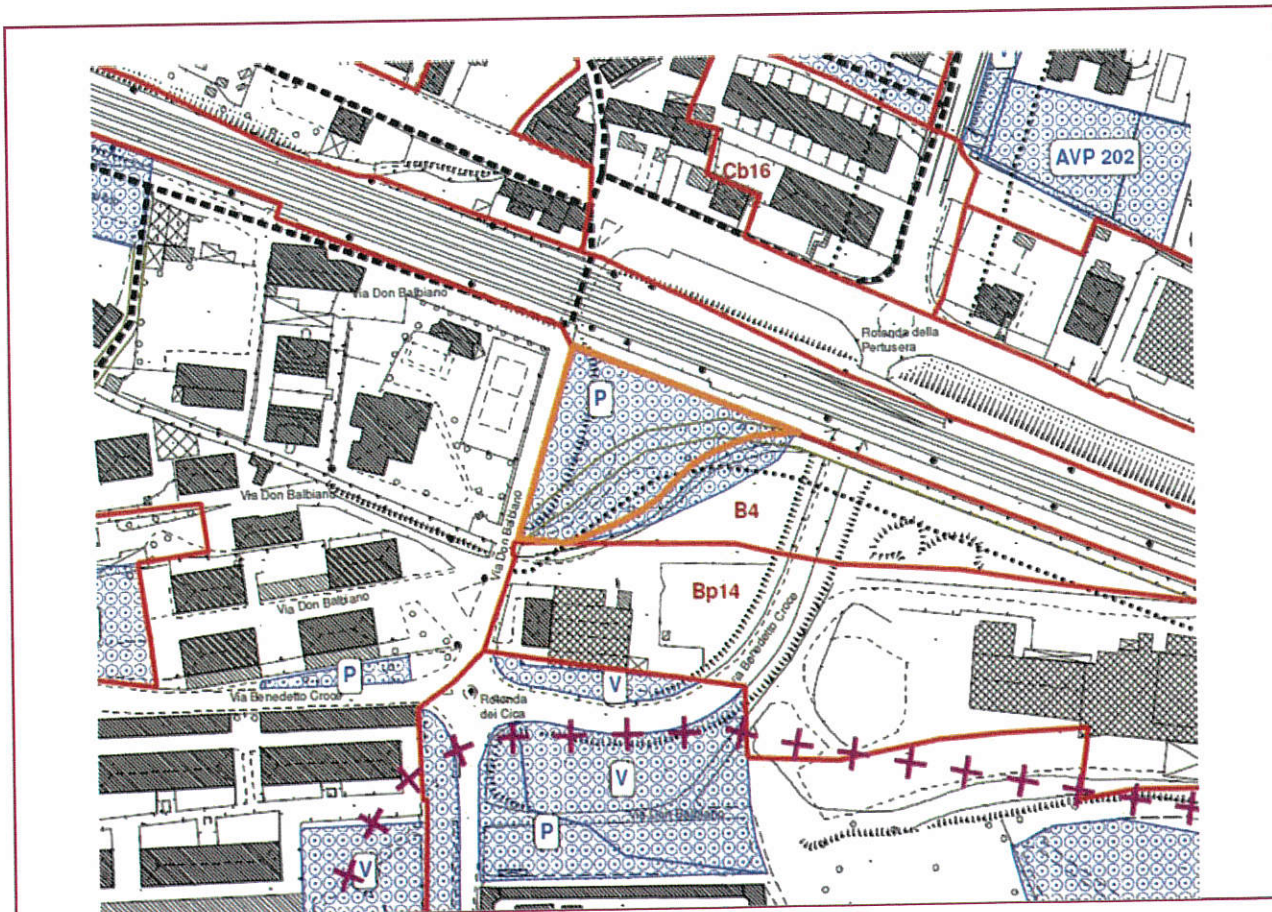 V
AVP 202
Cb16
Via Don Balbiano
Rotonda della
Pertusera
P
Via Don Balbiano
Via Don Balbiano
B4
Via Don Balbiano
Bp14
Via Benedetto Croce
P
Via Benedetto Croce
V
Rotonda
dei Cica
V
Via Don Balbiano
P
V